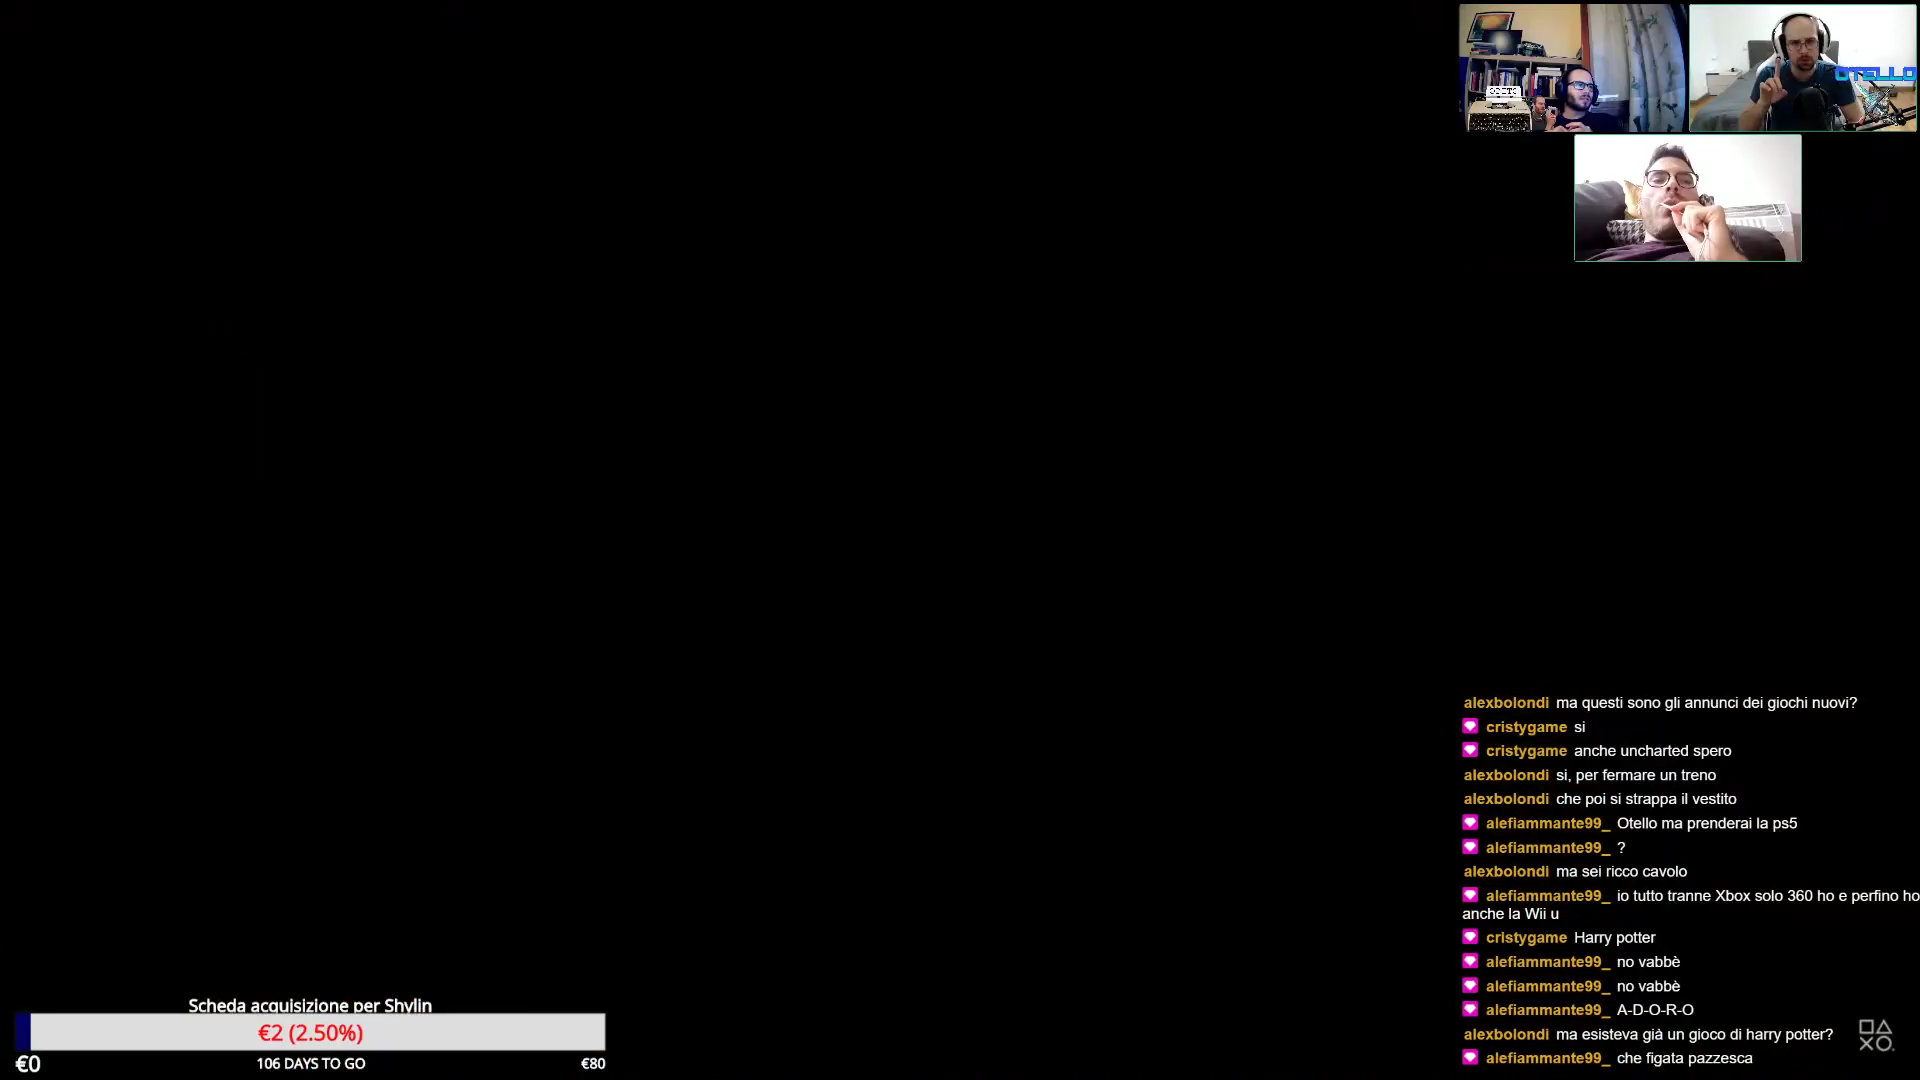 OTELLO
alexbolondi ma questi sono gli annunci dei giochi nuovi?
cristygame si
cristygame anche uncharted spero
alexbolondi si, per fermare un treno
alexbolondi che poi si strappa il vestito
alefiammante99_ Otello ma prenderai la ps5
alefiammante99_ ?
alexbolondi ma sei ricco cavolo
alefiammante99_ io tutto tranne Xbox solo 360 ho e perfino ho
anche la Wii u
cristygame Harry potter
alefiammante99_ no vabbè
alefiammante99_ no vabbè
alefiammante99_ A-D-O-R-O
alexbolondi ma esisteva già un gioco di harry potter?
alefiammante99_ che figata pazzesca
Scheda acquisizione per Shylin
€2 (2.50%)
€0 106 DAYS TO GO €80